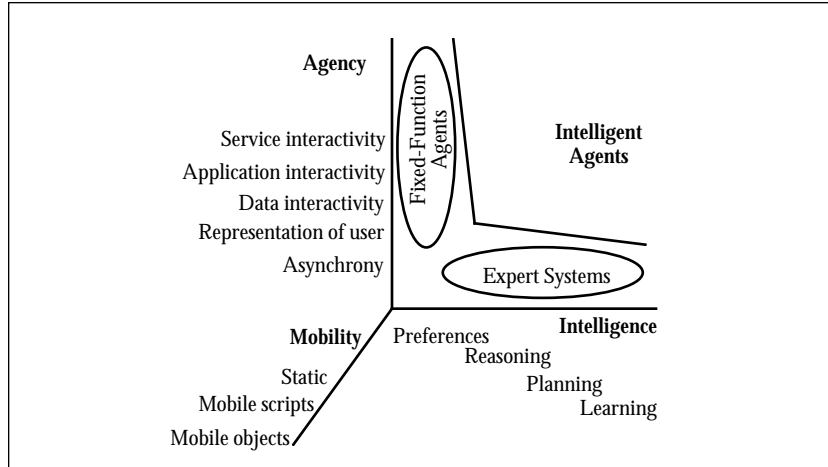 Agency
Service interactivity
Application interactivity
Data interactivity
Representation of user
Asynchrony
Fixed-Function
Agents
Intelligent
Agents
Expert Systems
Mobility
Static
Mobile scripts
Mobile objects
Intelligence
Preferences
Reasoning
Planning
Learning